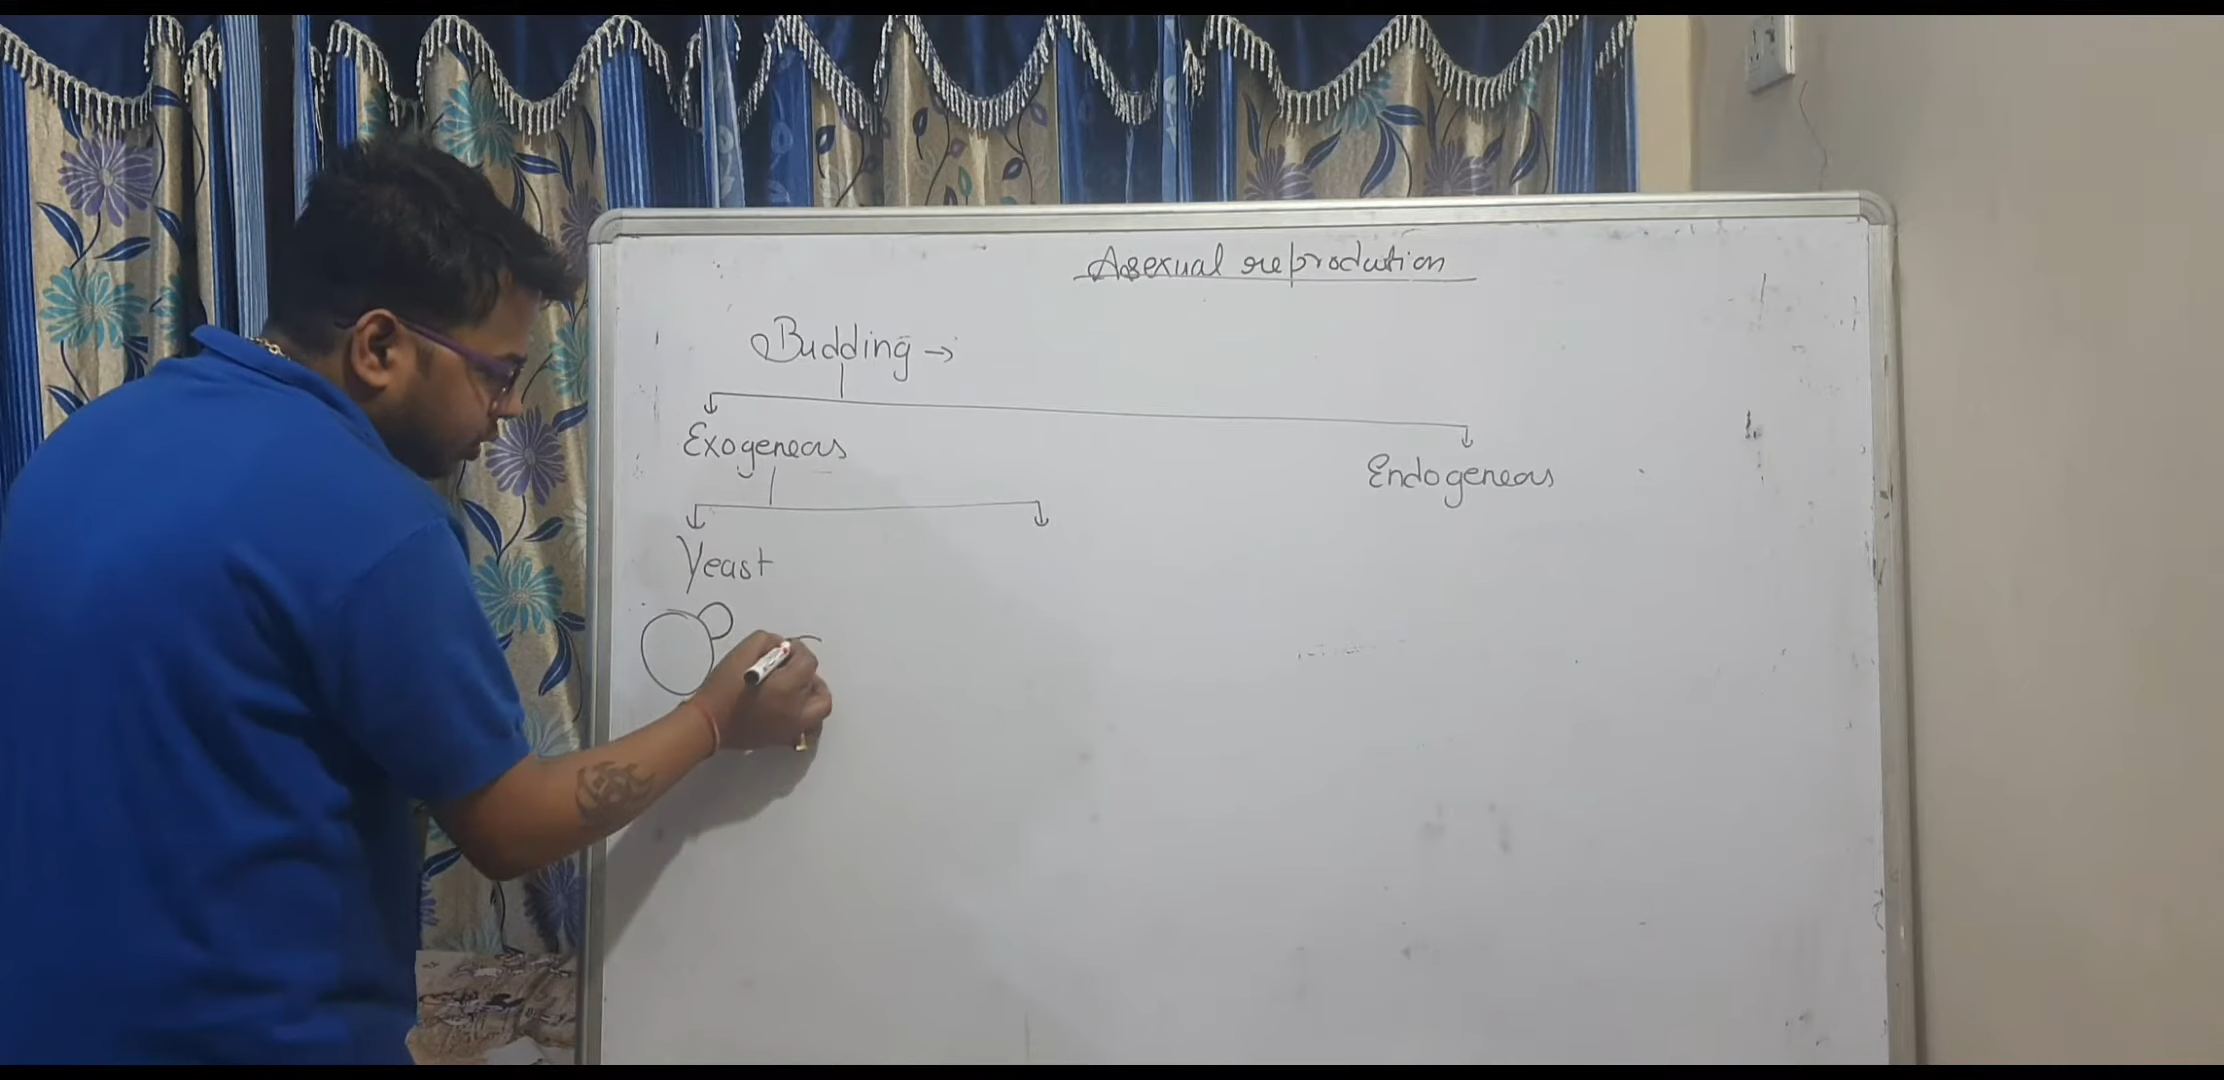 Asexual reproduction
Budding →
Exogeneous
Endogeneous
Yeast